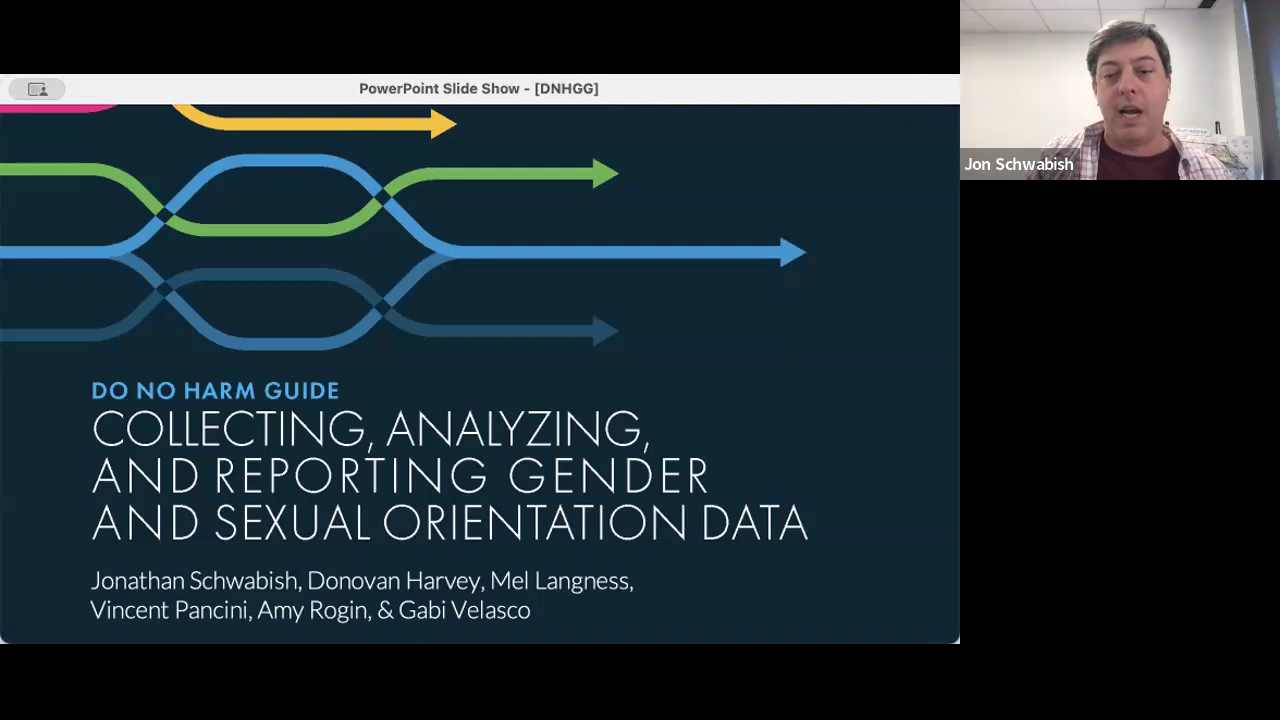 PowerPoint Slide Show - [DNHGG]
Jon Schwabish
DO NO HARM GUIDE
COLLECTING, ANALYZING,
AND REPORTING GENDER
AND SEXUAL ORIENTATION DATA
Jonathan Schwabish, Donovan Harvey, Mel Langness,
Vincent Pancini, Amy Rogin, & Gabi Velasco